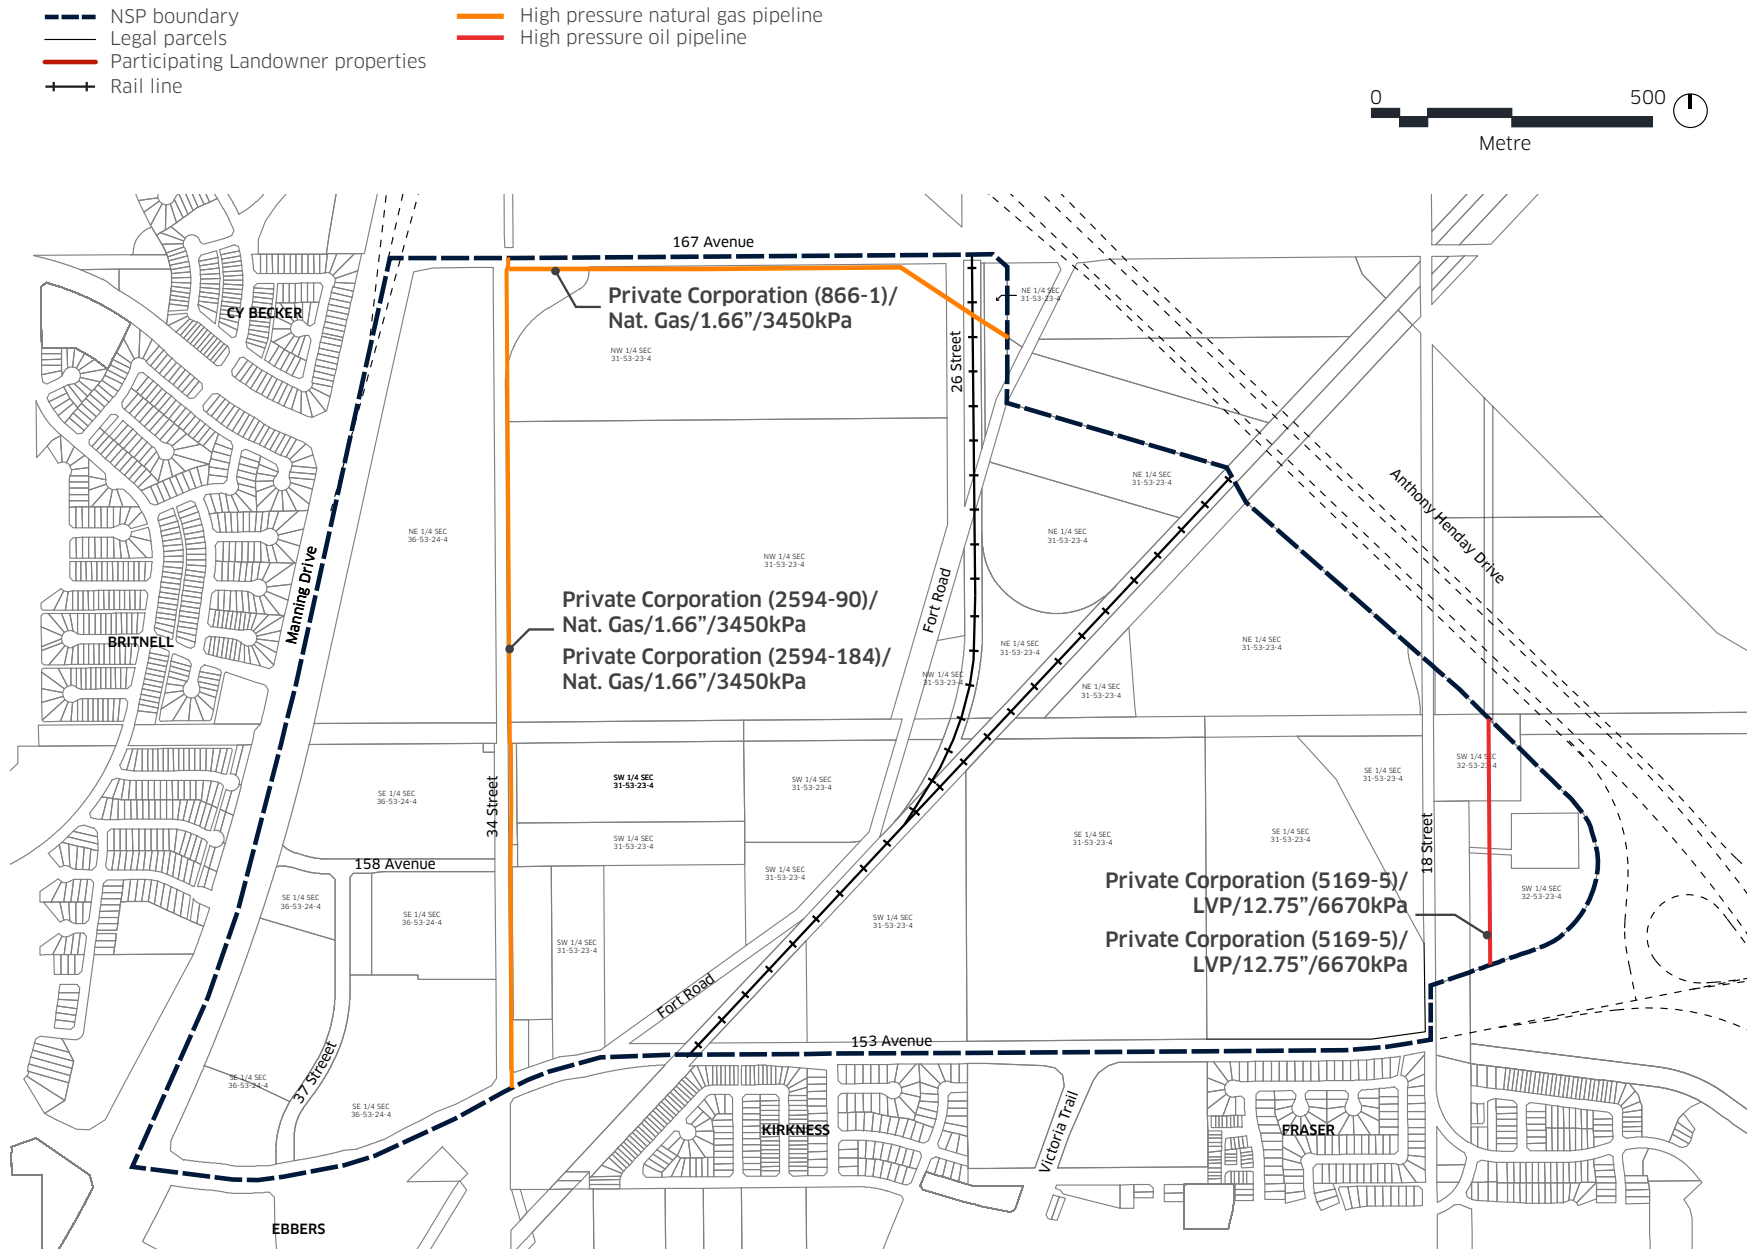 NSP boundary
Legal parcels
Participating Landowner properties
Rail line
High pressure natural gas pipeline
High pressure oil pipeline
0
500
Metre
167 Avenue
Private Corporation (866-1)/
Nat. Gas/1.66”/3450kPa
NE 1/4 SEC
31-53-23-4
CY BECKER
NW 1/4 SEC
31-53-23-4
26 Street
NE 1/4 SEC
31-53-23-4
Anthony Henday Drive
NE 1/4 SEC
36-53-24-4
NE 1/4 SEC
31-53-23-4
NW 1/4 SEC
31-53-23-4
Manning Drive
Fort Road
Private Corporation (2594-90)/
Nat. Gas/1.66”/3450kPa
Private Corporation (2594-184)/
Nat. Gas/1.66”/3450kPa
BRITNELL
NE 1/4 SEC
31-53-23-4
NE 1/4 SEC
31-53-23-4
NW 1/4 SEC
31-53-23-4
NE 1/4 SEC
31-53-23-4
SW 1/4 SEC
32-53-23-4
SE 1/4 SEC
31-53-23-4
SW 1/4 SEC
31-53-23-4
SW 1/4 SEC
31-53-23-4
SE 1/4 SEC
36-53-24-4
34 Street
SW 1/4 SEC
31-53-23-4
SE 1/4 SEC
31-53-23-4
SE 1/4 SEC
31-53-23-4
18 Street
158 Avenue
SW 1/4 SEC
31-53-23-4
Private Corporation (5169-5)/
LVP/12.75”/6670kPa
Private Corporation (5169-5)/
LVP/12.75”/6670kPa
SW 1/4 SEC
32-53-23-4
SE 1/4 SEC
36-53-24-4
SE 1/4 SEC
36-53-24-4
SW 1/4 SEC
31-53-23-4
SW 1/4 SEC
31-53-23-4
Fort Road
153 Avenue
37 Street
SE 1/4 SEC
36-53-24-4
SE 1/4 SEC
36-53-24-4
KIRKNESS
Victoria Trail
FRASER
EBBERS